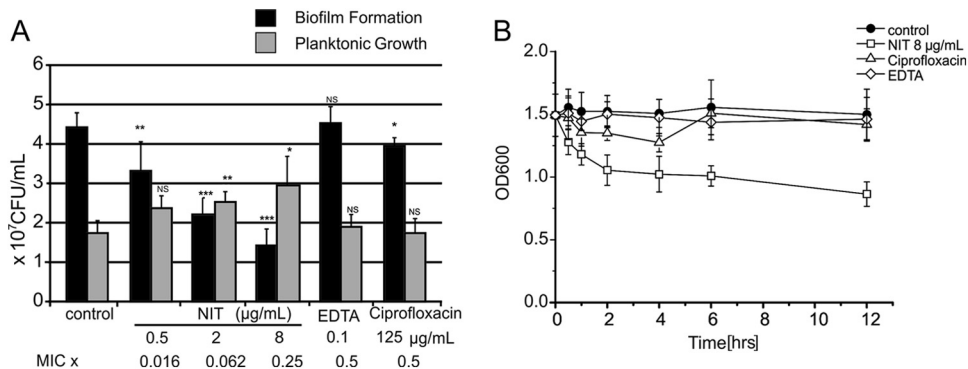 A
Biofilm Formation
Planktonic Growth
6
5
4
3
2
1
0
x 10⁷CFU/mL
**
NS
***
**
***
*
NS
NS
*
NS
control
NIT (µg/mL)
EDTA
Ciprofloxacin
0.5
2
8
0.1
125 µg/mL
MIC x
0.016
0.062
0.25
0.5
0.5
B
control
NIT 8 µg/mL
Ciprofloxacin
EDTA
2.0
1.5
1.0
0.5
0.0
OD600
0
2
4
6
8
10
12
Time[hrs]